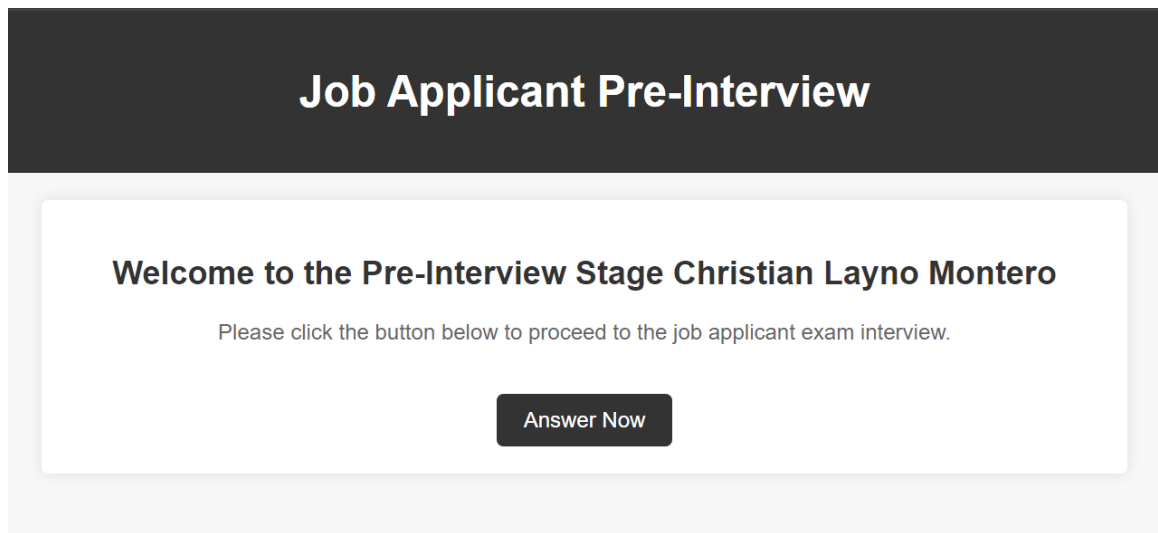 Job Applicant Pre-Interview
Welcome to the Pre-Interview Stage Christian Layno Montero
Please click the button below to proceed to the job applicant exam interview.
Answer Now